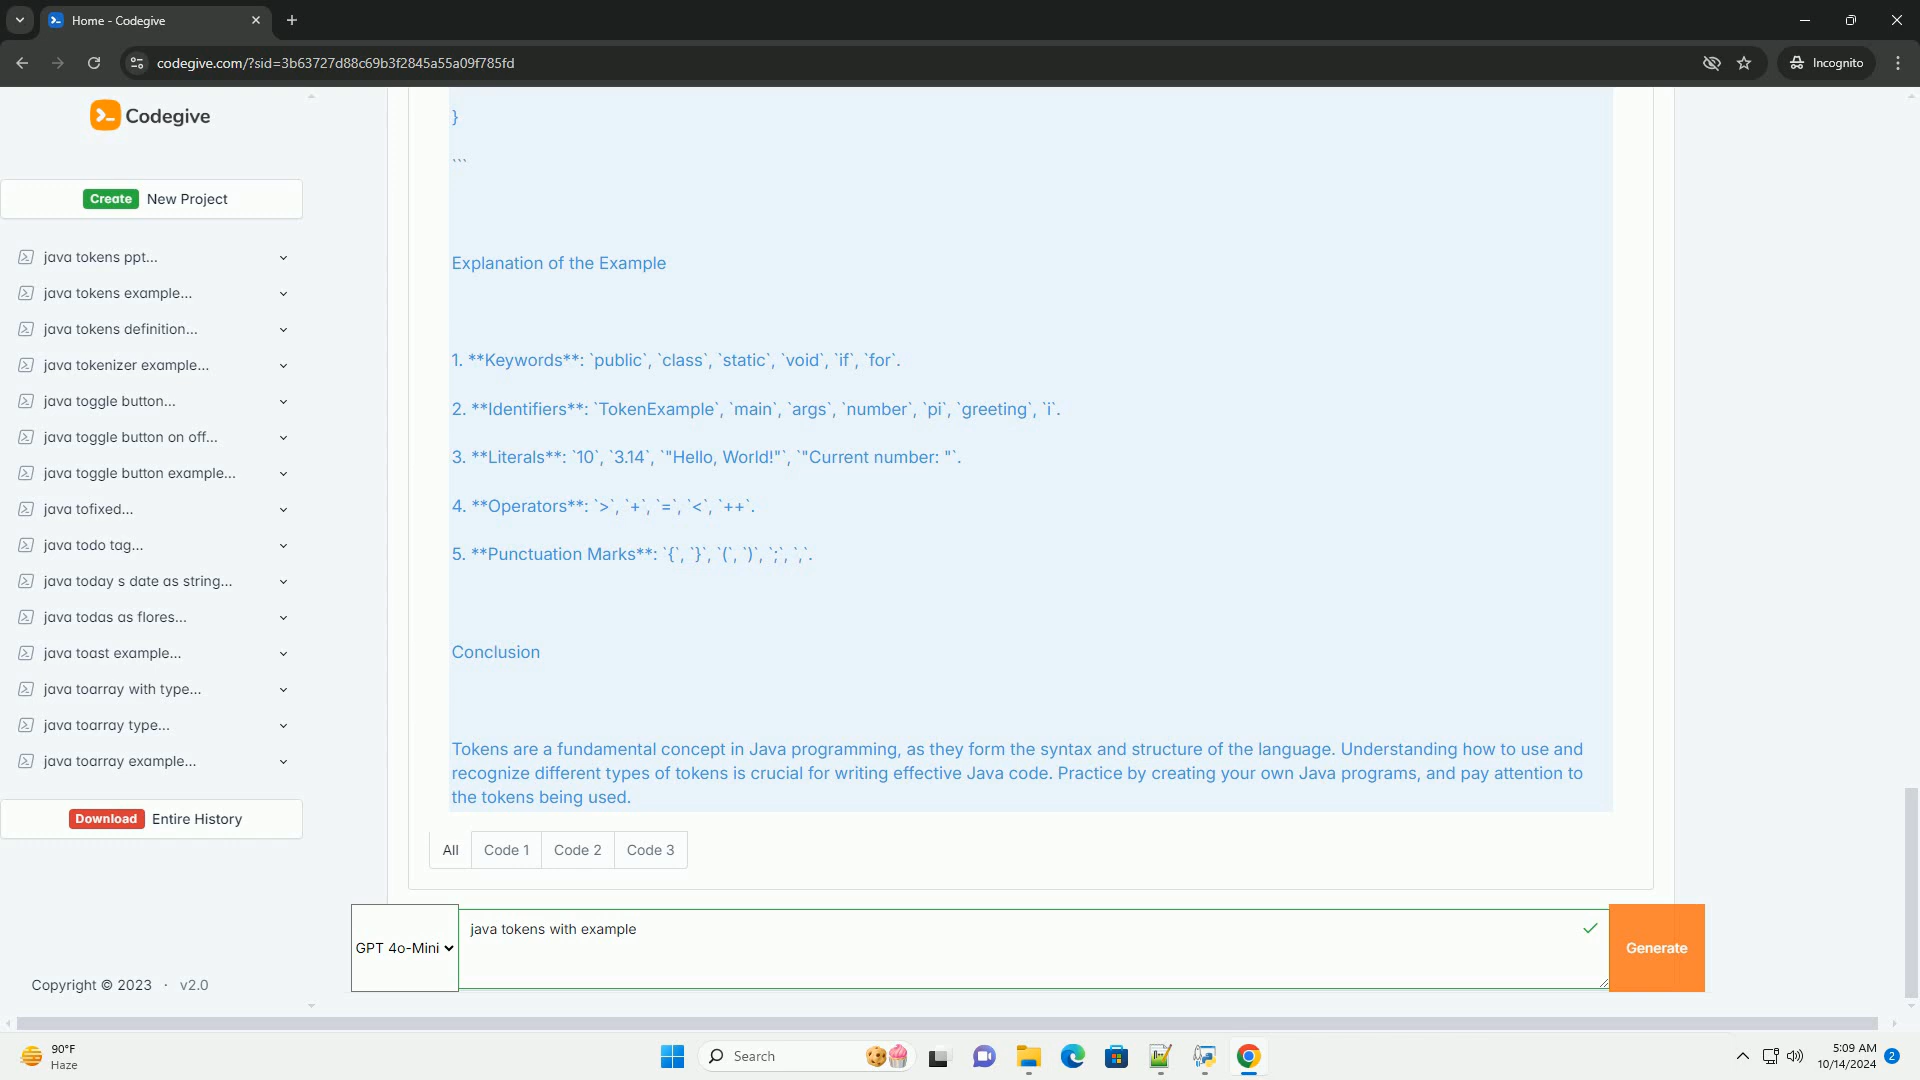 Home - Codegive
codegive.com/?sid=3b63727d88c69b3f2845a55a09f785fd
Incognito
Codegive
Create New Project
java tokens ppt...
java tokens example...
java tokens definition...
java tokenizer example...
java toggle button...
java toggle button on off...
java toggle button example...
java tofixed...
java todo tag...
java today s date as string...
java todas as flores...
java toast example...
java toarray with type...
java toarray type...
java toarray example...
Download Entire History
Copyright © 2023 · v2.0
}
```
Explanation of the Example
1. **Keywords**: `public`, `class`, `static`, `void`, `if`, `for`.
2. **Identifiers**: `TokenExample`, `main`, `args`, `number`, `pi`, `greeting`, `i`.
3. **Literals**: `10`, `3.14`, `"Hello, World!"`, `"Current number: "`.
4. **Operators**: `>`, `+`, `=`, `<`, `++`.
5. **Punctuation Marks**: `{`, `}`, `(`, `)`, `;`, `,`.
Conclusion
Tokens are a fundamental concept in Java programming, as they form the syntax and structure of the language. Understanding how to use and
recognize different types of tokens is crucial for writing effective Java code. Practice by creating your own Java programs, and pay attention to
the tokens being used.
All Code 1 Code 2 Code 3
GPT 4o-Mini
java tokens with example
Generate
90°F
Haze
Search
5:09 AM
10/14/2024
2